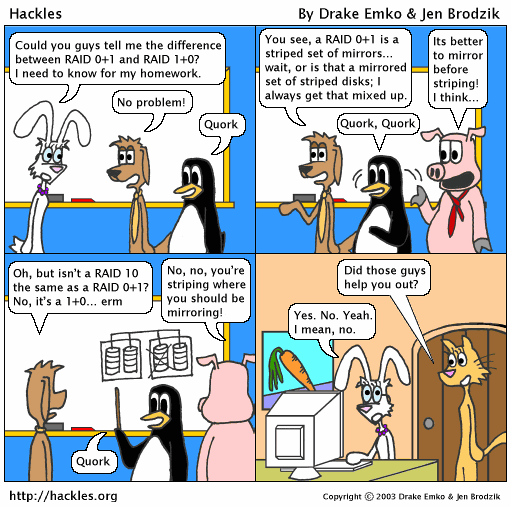 Hackles
By Drake Emko & Jen Brodzik
Could you guys tell me the difference
between RAID 0+1 and RAID 1+0?
I need to know for my homework.
No problem!
Quork
You see, a RAID 0+1 is a
striped set of mirrors...
wait, or is that a mirrored
set of striped disks; I
always get that mixed up.
Its better
to mirror
before
striping!
I think...
Quork, Quork
Oh, but isn't a RAID 10
the same as a RAID 0+1?
No, it's a 1+0... erm
No, no, you're
striping where
you should be
mirroring!
Quork
Did those guys
help you out?
Yes. No. Yeah.
I mean, no.
http://hackles.org
Copyright © 2003 Drake Emko & Jen Brodzik